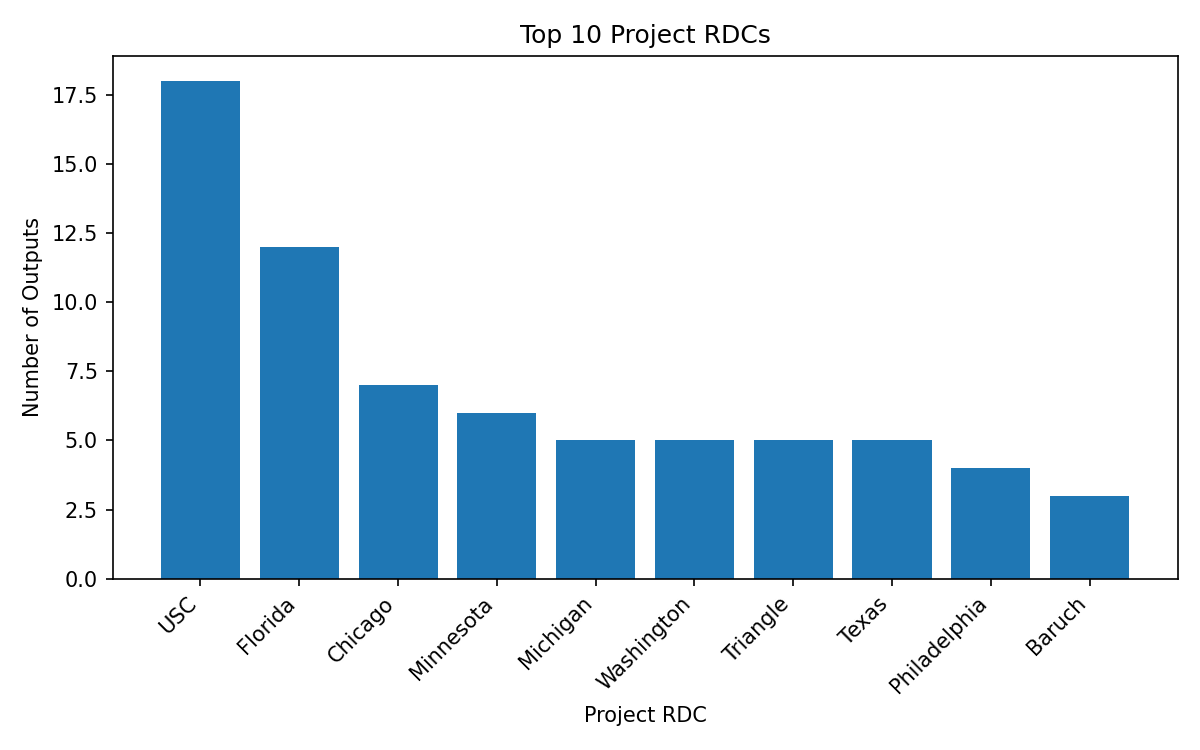 Top 10 Project RDCs
Number of Outputs
17.5
15.0
12.5
10.0
7.5
5.0
2.5
0.0
USC
Florida
Chicago
Minnesota
Michigan
Washington
Triangle
Texas
Philadelphia
Baruch
Project RDC